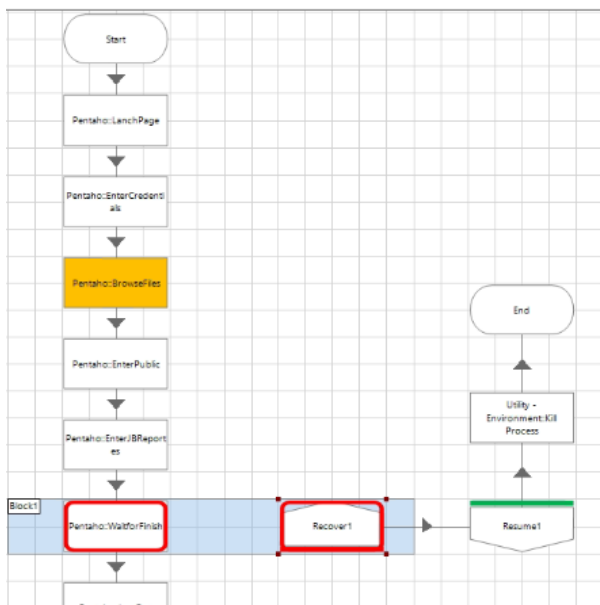 Start
Pentaho::LanchPage
Pentaho::EnterCredenti
als
Pentaho::BrowseFiles
End
Pentaho::EnterPublic
Utility -
Environment::Kill
Process
Pentaho::EnterJBReport
es
Block1
Pentaho::WaitforFinish
Recover1
Resume1